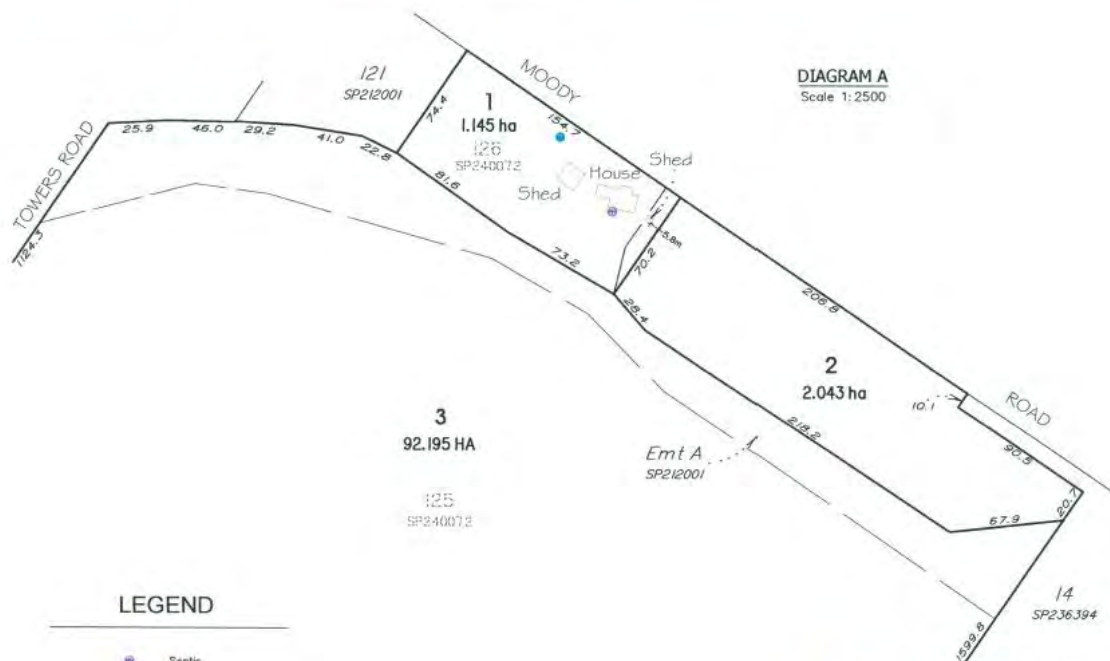 DIAGRAM A
Scale 1:2500
MOODY
121
SP212001
1
1.145 ha
126
SP240072
74.4
154.7
Shed
House
Shed
25.9
46.0
29.2
41.0
22.8
81.6
TOWERS ROAD
1124.3
73.2
5.8m
70.2
28.4
208.8
2
2.043 ha
10.1
ROAD
90.5
218.2
20.7
67.9
3
92.195 HA
Emt A
SP212001
125
SP240072
14
SP236394
1599.8
LEGEND
Septic